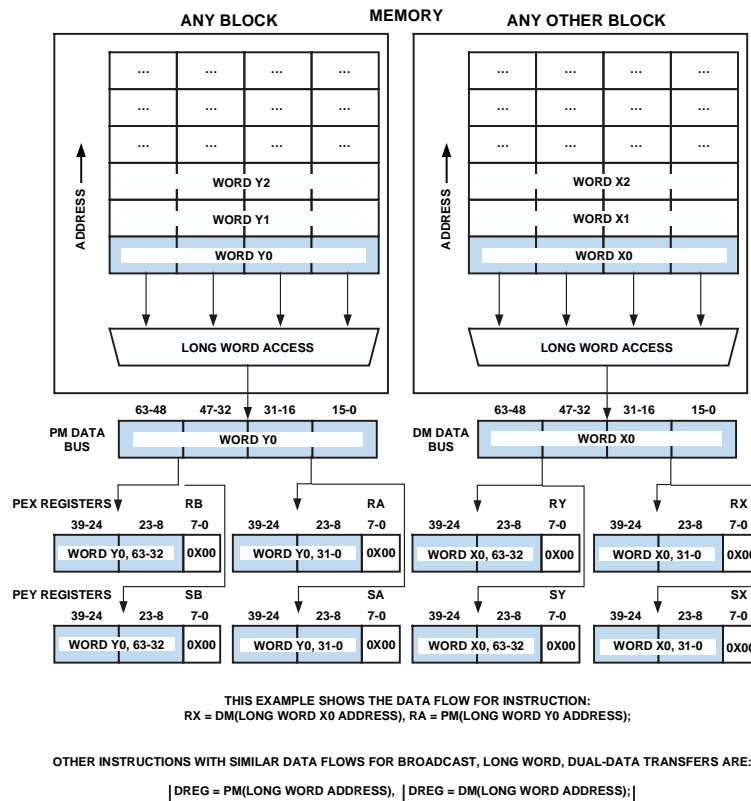 MEMORY
ANY BLOCK ANY OTHER BLOCK
... ... ... ... ... ... ... ...
... ... ... ... ... ... ... ...
... ... ... ... ... ... ... ...
ADDRESS ADDRESS
WORD Y2 WORD X2
WORD Y1 WORD X1
WORD Y0 WORD X0
LONG WORD ACCESS LONG WORD ACCESS
63-48 47-32 31-16 15-0 63-48 47-32 31-16 15-0
PM DATA BUS WORD Y0 DM DATA BUS WORD X0
PEX REGISTERS RB RA RY RX
39-24 23-8 7-0 39-24 23-8 7-0 39-24 23-8 7-0 39-24 23-8 7-0
WORD Y0, 63-32 0X00 WORD Y0, 31-0 0X00 WORD X0, 63-32 0X00 WORD X0, 31-0 0X00
PEY REGISTERS SB SA SY SX
39-24 23-8 7-0 39-24 23-8 7-0 39-24 23-8 7-0 39-24 23-8 7-0
WORD Y0, 63-32 0X00 WORD Y0, 31-0 0X00 WORD X0, 63-32 0X00 WORD X0, 31-0 0X00
THIS EXAMPLE SHOWS THE DATA FLOW FOR INSTRUCTION:
RX = DM(LONG WORD X0 ADDRESS), RA = PM(LONG WORD Y0 ADDRESS);
OTHER INSTRUCTIONS WITH SIMILAR DATA FLOWS FOR BROADCAST, LONG WORD, DUAL-DATA TRANSFERS ARE:
|DREG = PM(LONG WORD ADDRESS), |DREG = DM(LONG WORD ADDRESS);|